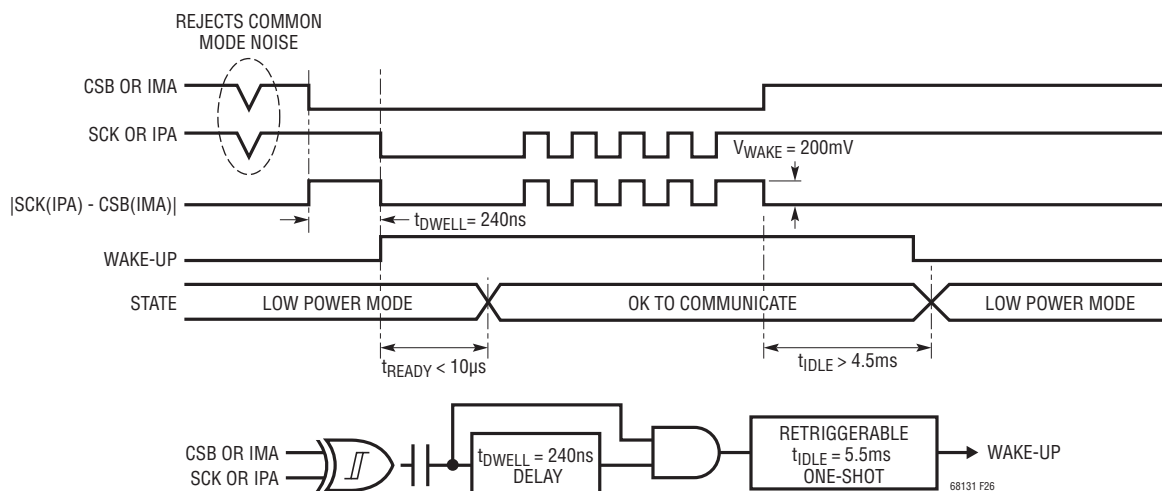 REJECTS COMMON
MODE NOISE
CSB OR IMA
SCK OR IPA
VWAKE = 200mV
|SCK(IPA) - CSB(IMA)|
tDWELL = 240ns
WAKE-UP
STATE
LOW POWER MODE
OK TO COMMUNICATE
LOW POWER MODE
tREADY < 10µs
tIDLE > 4.5ms
CSB OR IMA
SCK OR IPA
tDWELL = 240ns
DELAY
RETRIGGERABLE
tIDLE = 5.5ms
ONE-SHOT
WAKE-UP
68131 F26